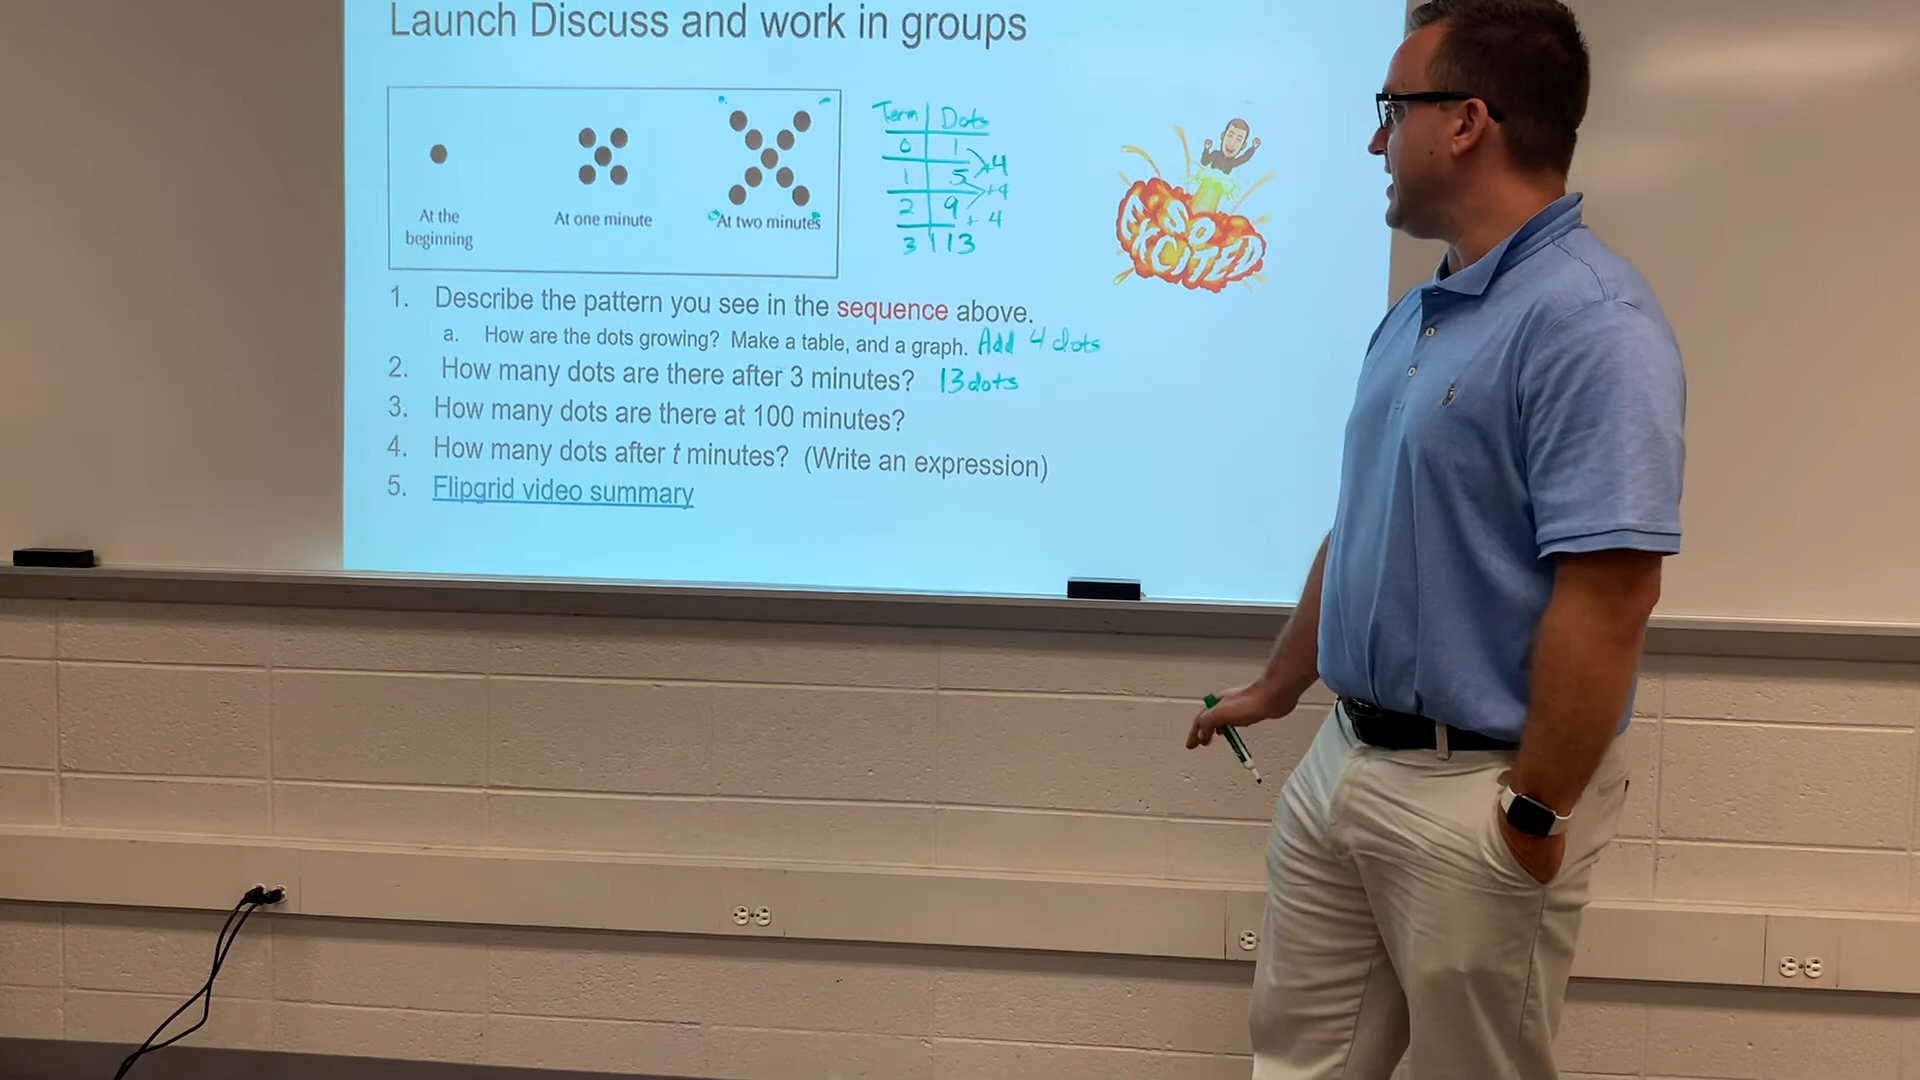 Launch Discuss and work in groups
At the beginning
At one minute
At two minutes
Term Dots
0 1
+4
1 5
+4
2 9
+4
3 13
SO
EXCITED
1. Describe the pattern you see in the sequence above.
a. How are the dots growing? Make a table, and a graph. Add 4 dots
2. How many dots are there after 3 minutes? 13 dots
3. How many dots are there at 100 minutes?
4. How many dots after t minutes? (Write an expression)
5. Flipgrid video summary